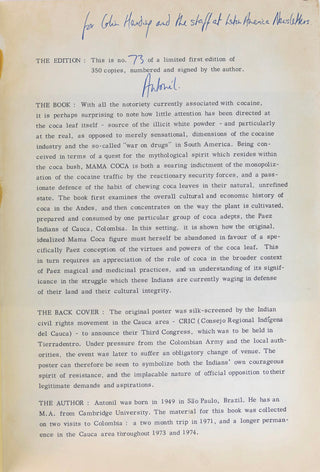 for Colin Harding and the staff at Latin America Newsletters
THE EDITION : This is no. 73 of a limited first edition of
350 copies, numbered and signed by the author.
Antonil.
THE BOOK : With all the notoriety currently associated with cocaine,
it is perhaps surprising to note how little attention has been directed at
the coca leaf itself - source of the illicit white powder - and particularly
at the real, as opposed to merely sensational, dimensions of the cocaine
industry and the so-called "war on drugs" in South America. Being con-
ceived in terms of a quest for the mythological spirit which resides within
the coca bush, MAMA COCA is both a searing indictment of the monopoliz-
ation of the cocaine traffic by the reactionary security forces, and a pass-
ionate defence of the habit of chewing coca leaves in their natural, unrefined
state. The book first examines the overall cultural and economic history
of coca in the Andes, and then concentrates on the way the plant is cultivated,
prepared and consumed by one particular group of coca adepts, the Paez
Indians of Cauca, Colombia. In this setting, it is shown how the original,
idealized Mama Coca figure must herself be abandoned in favour of a spe-
cifically Paez conception of the virtues and powers of the coca leaf. This
in turn requires an appreciation of the role of coca in the broader context
of Paez magical and medicinal practices, and an understanding of its signif-
icance in the struggle which these Indians are currently waging in defense
of their land and their cultural integrity.
THE BACK COVER : The original poster was silk-screened by the Indian
civil rights movement in the Cauca area - CRIC (Consejo Regional Indígena
del Cauca) - to announce their Third Congress, which was to be held in
Tierradentro. Under pressure from the Colombian Army and the local auth-
orities, the event was later to suffer an obligatory change of venue. The
poster can therefore be seen to symbolize both the Indians' own courageous
spirit of resistance, and the implacable nature of official opposition to their
legitimate demands and aspirations.
THE AUTHOR : Antonil was born in 1949 in São Paulo, Brazil. He has an
M.A. from Cambridge University. The material for this book was collected
on two visits to Colombia : a two month trip in 1971, and a longer perman-
ence in the Cauca area throughout 1973 and 1974.